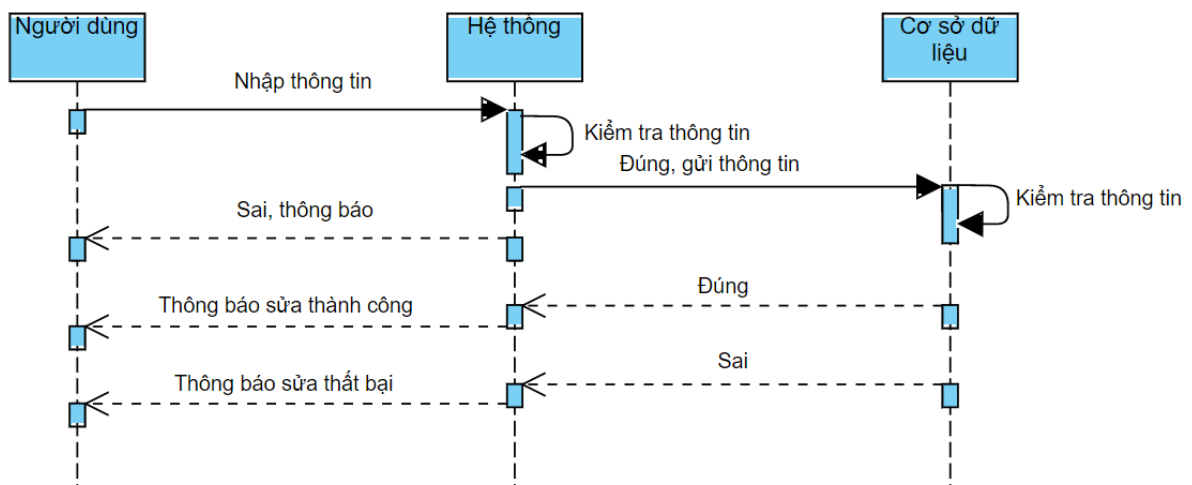 Người dùng
Hệ thống
Cơ sở dữ
liệu
Nhập thông tin
Kiểm tra thông tin
Đúng, gửi thông tin
Kiểm tra thông tin
Sai, thông báo
Đúng
Thông báo sửa thành công
Sai
Thông báo sửa thất bại